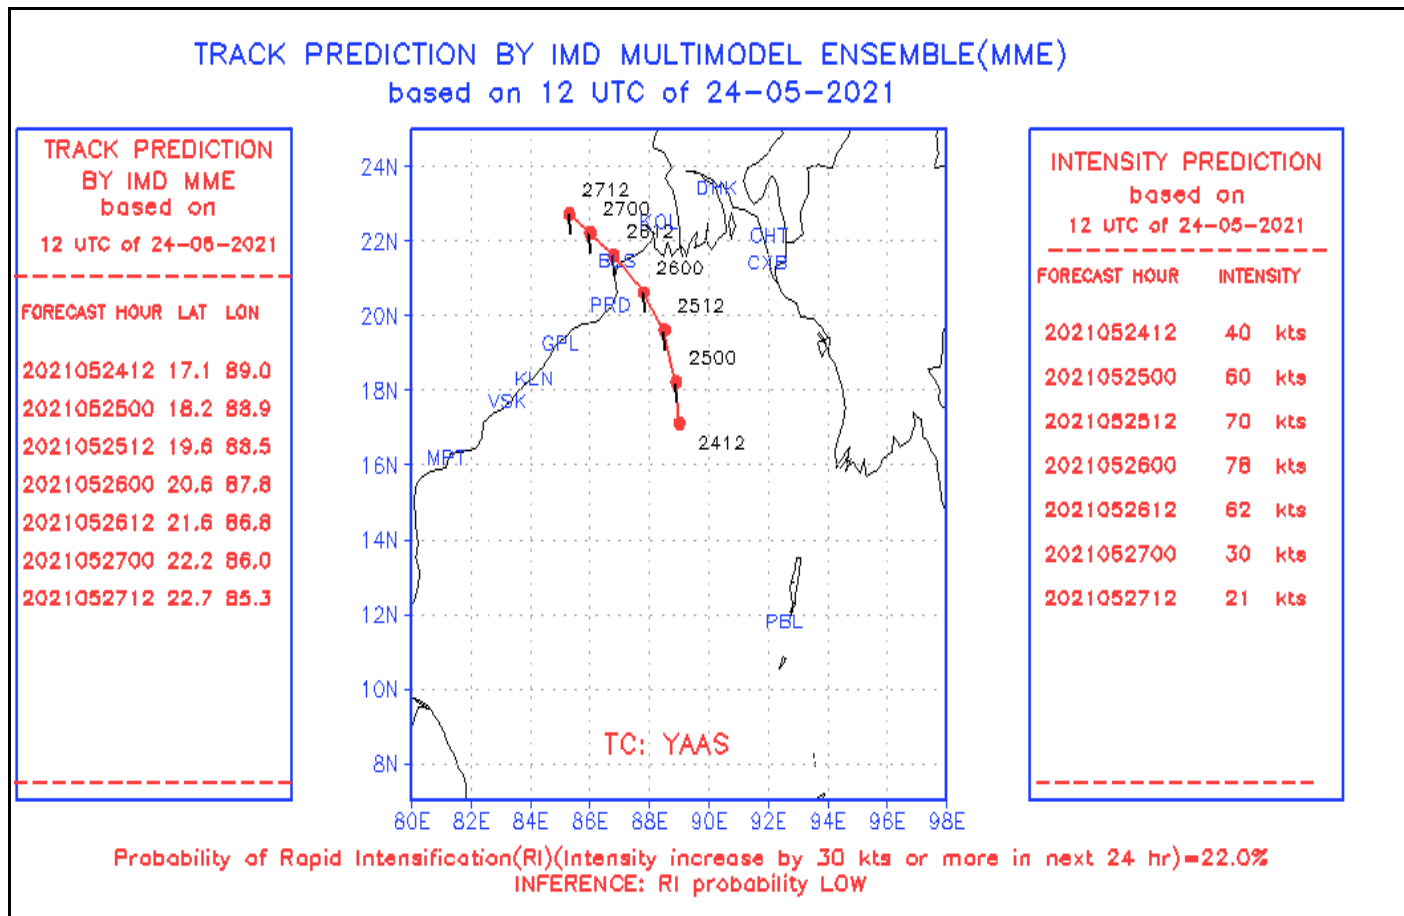 TRACK PREDICTION BY IMD MULTIMODEL ENSEMBLE(MME)
based on 12 UTC of 24-05-2021
TRACK PREDICTION
BY IMD MME
based on
12 UTC of 24-05-2021
FORECAST HOUR LAT LON
2021052412 17.1 89.0
2021052500 18.2 88.9
2021052512 19.6 88.5
2021052600 20.6 87.8
2021052612 21.6 86.8
2021052700 22.2 86.0
2021052712 22.7 85.3
24N
22N
20N
18N
16N
14N
12N
10N
8N
80E 82E 84E 86E 88E 90E 92E 94E 96E 98E
2712
2700
2612
2600
2512
2500
2412
DHK
KOL
CHT
CXB
BLS
PRD
GPL
KLN
VSK
MPT
PBL
TC: YAAS
INTENSITY PREDICTION
based on
12 UTC of 24-05-2021
FORECAST HOUR INTENSITY
2021052412 40 kts
2021052500 60 kts
2021052512 70 kts
2021052600 78 kts
2021052612 62 kts
2021052700 30 kts
2021052712 21 kts
Probability of Rapid Intensification(RI)(Intensity increase by 30 kts or more in next 24 hr)=22.0%
INFERENCE: RI probability LOW